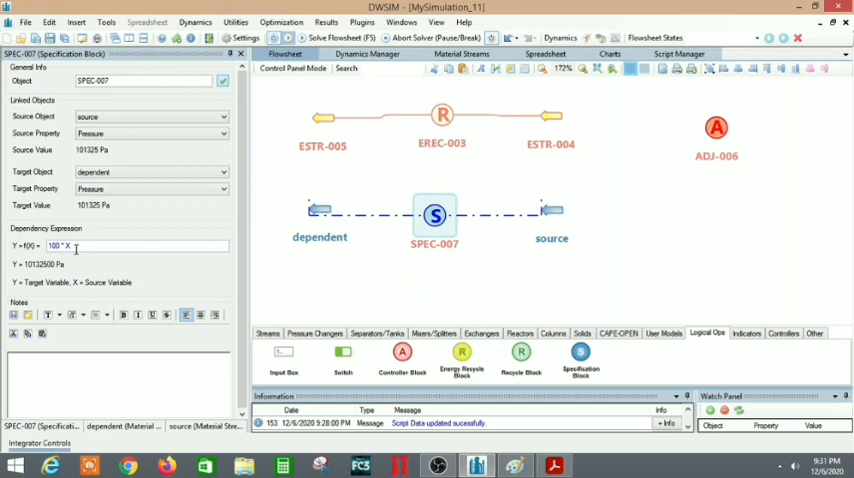 DWSIM - [MySimulation_11]
File Edit Insert Tools Spreadsheet Dynamics Utilities Optimization Results Plugins Windows View Help
Settings Solve Flowsheet (F5) Abort Solver (Pause/Break) Dynamics Flowsheet States
SPEC-007 (Specification Block)
General Info
Object SPEC-007
Linked Objects
Source Object source
Source Property Pressure
Source Value 101325 Pa
Target Object dependent
Target Property Pressure
Target Value 101325 Pa
Dependency Expression
Y = f(X) = 100 * X
Y = 10132500 Pa
Y = Target Variable, X = Source Variable
Notes
SPEC-007 (Specificati... dependent (Material ... source (Material Stre...
Integrator Controls
Flowsheet Dynamics Manager Material Streams Spreadsheet Charts Script Manager
Control Panel Mode Search 172%
R
A
ESTR-005 EREC-003 ESTR-004
ADJ-006
S
dependent SPEC-007 source
Streams Pressure Changers Separators/Tanks Mixers/Splitters Exchangers Reactors Columns Solids CAPE-OPEN User Models Logical Ops Indicators Controllers Other
A R R S
Input Box Switch Controller Block Energy Recycle Block Recycle Block Specification Block
Information
Date Type Message Info
153 12/6/2020 9:28:00 PM Message Script Data updated sucessfully. + Info
Watch Panel
Object Property Value
FC3
9:31 PM
12/6/2020